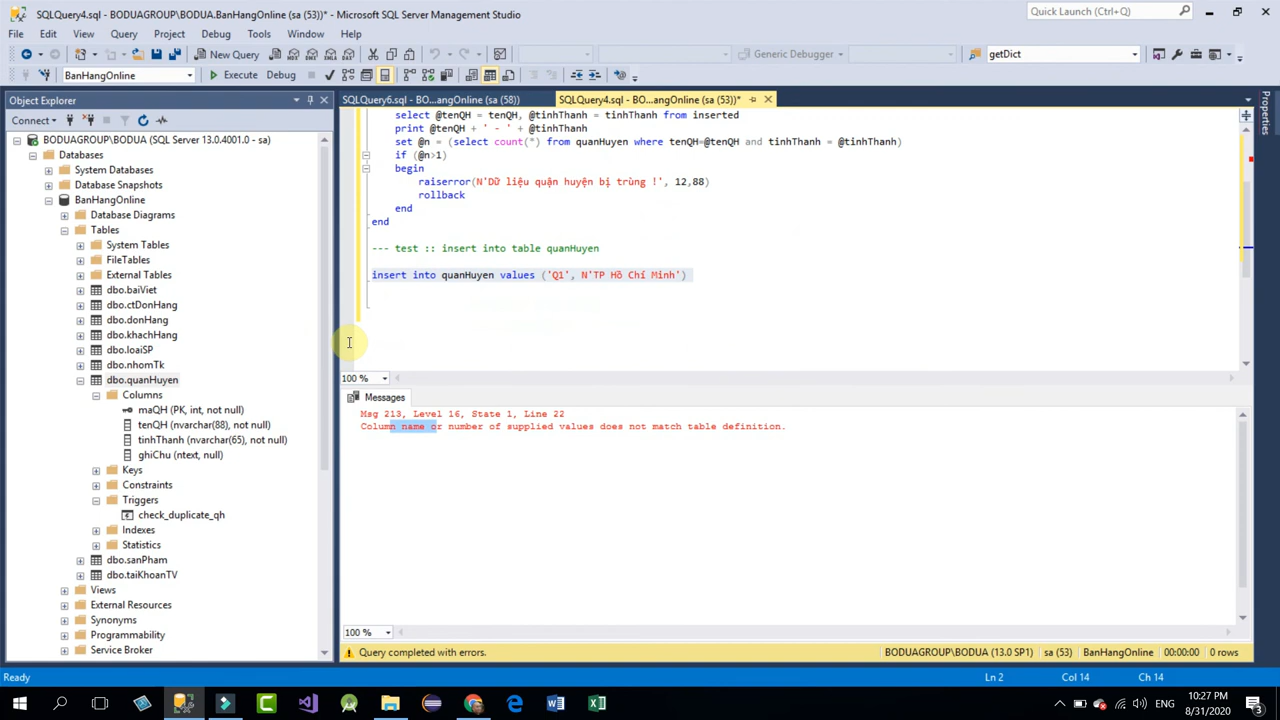 SQLQuery4.sql - BODUAGROUP\BODUA.BanHangOnline (sa (53))* - Microsoft SQL Server Management Studio
Quick Launch (Ctrl+Q)
File Edit View Query Project Debug Tools Window Help
New Query
Generic Debugger
getDict
BanHangOnline
Execute Debug
Object Explorer
SQLQuery6.sql - BO...angOnline (sa (58))
SQLQuery4.sql - BO...angOnline (sa (53))*
Properties
Connect
BODUAGROUP\BODUA (SQL Server 13.0.4001.0 - sa)
Databases
System Databases
Database Snapshots
BanHangOnline
Database Diagrams
Tables
System Tables
FileTables
External Tables
dbo.baiViet
dbo.ctDonHang
dbo.donHang
dbo.khachHang
dbo.loaiSP
dbo.nhomTk
dbo.quanHuyen
Columns
maQH (PK, int, not null)
tenQH (nvarchar(88), not null)
tinhThanh (nvarchar(65), not null)
ghiChu (ntext, null)
Keys
Constraints
Triggers
check_duplicate_qh
Indexes
Statistics
dbo.sanPham
dbo.taiKhoanTV
Views
External Resources
Synonyms
Programmability
Service Broker
select @tenQH = tenQH, @tinhThanh = tinhThanh from inserted
print @tenQH + ' - ' + @tinhThanh
set @n = (select count(*) from quanHuyen where tenQH=@tenQH and tinhThanh = @tinhThanh)
if (@n>1)
begin
raiserror(N'Dữ liệu quận huyện bị trùng !', 12,88)
rollback
end
end
--- test :: insert into table quanHuyen
insert into quanHuyen values ('Q1', N'TP Hồ Chí Minh')
100 %
Messages
Msg 213, Level 16, State 1, Line 22
Column name or number of supplied values does not match table definition.
100 %
Query completed with errors.
BODUAGROUP\BODUA (13.0 SP1)
sa (53)
BanHangOnline
00:00:00
0 rows
Ready
Ln 2
Col 14
Ch 14
INS
ENG
10:27 PM
8/31/2020
3